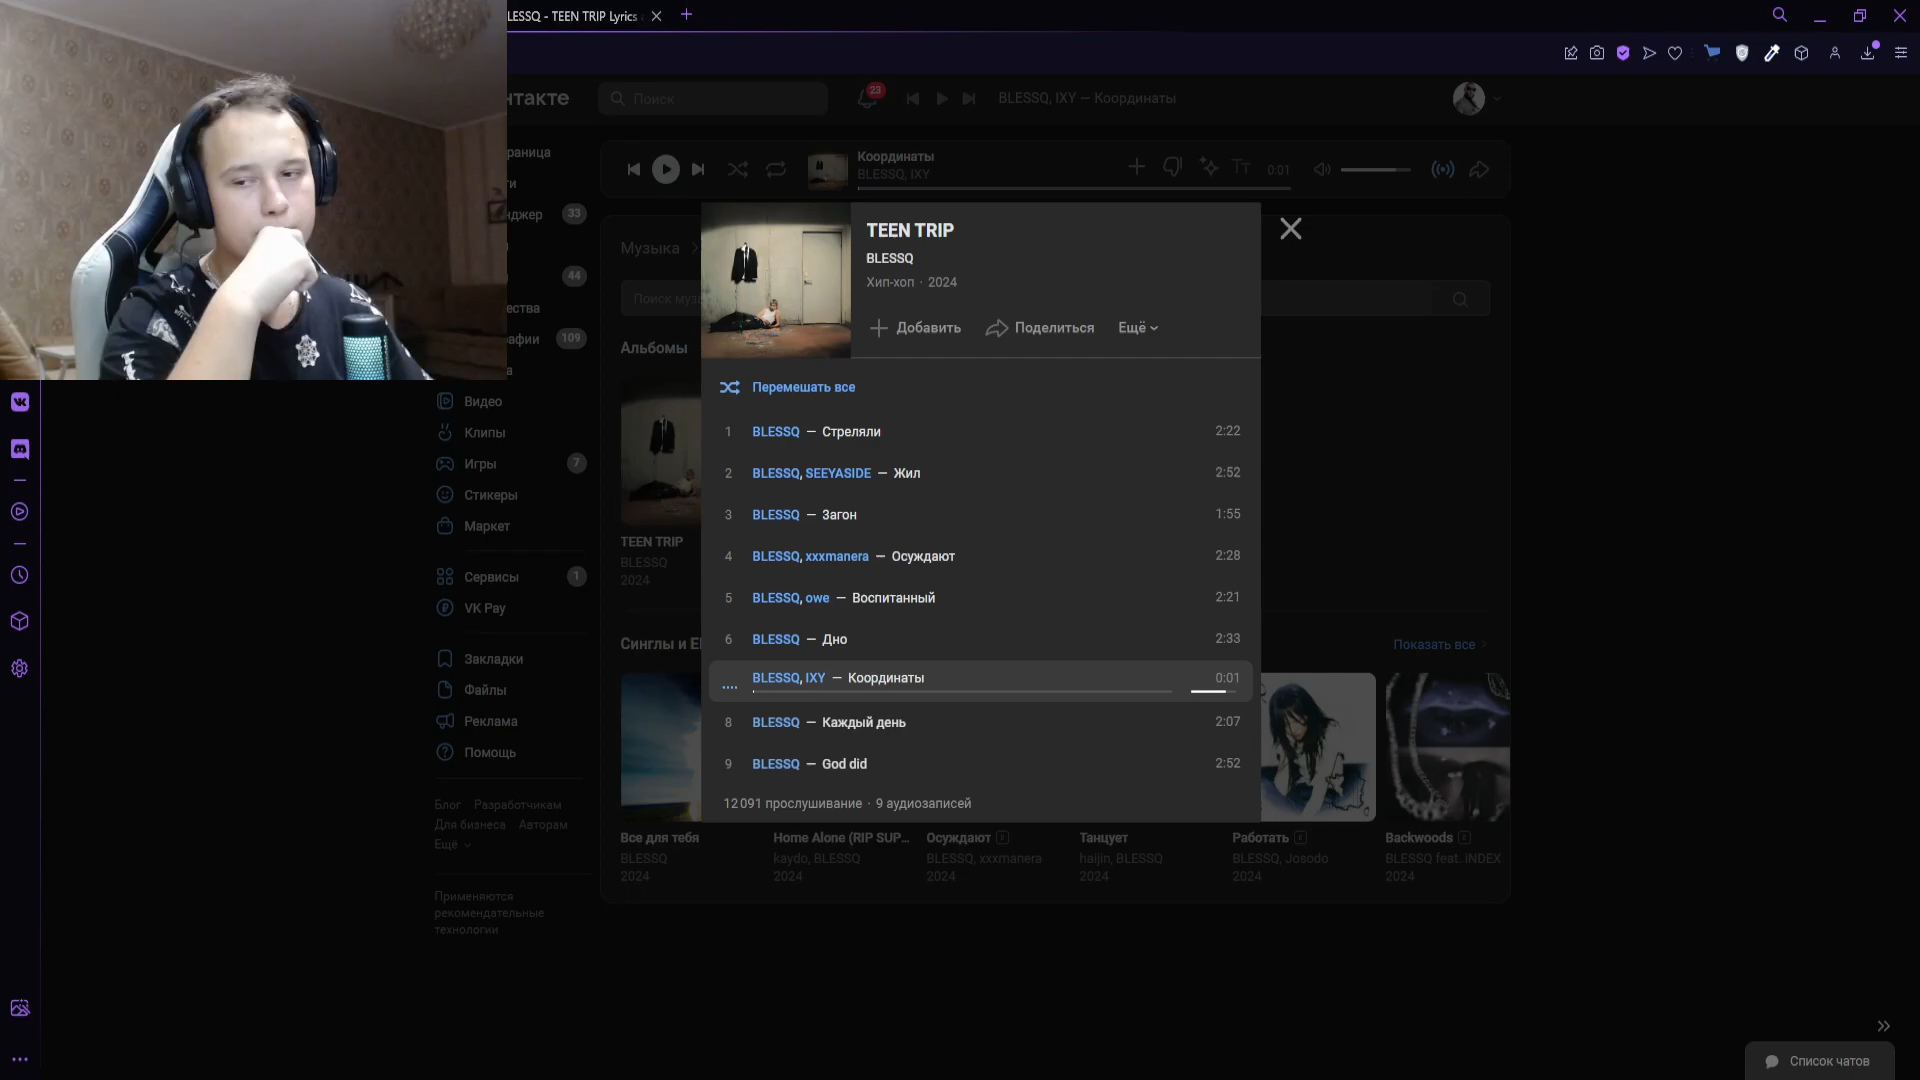 LESSQ - TEEN TRIP Lyrics
нтакте
Поиск
23
BLESSQ, IXY — Координаты
Координаты
BLESSQ, IXY
0:01
раница
ти
нджер 33
44
ства
афии 109
а
Видео
Клипы
Игры 7
Стикеры
Маркет
Сервисы 1
VK Pay
Закладки
Файлы
Реклама
Помощь
Блог Разработчикам
Для бизнеса Авторам
Ещё
Применяются
рекомендательные
технологии
Музыка
Поиск муз
Альбомы
TEEN TRIP
BLESSQ
2024
TEEN TRIP
BLESSQ
Хип-хоп · 2024
Добавить Поделиться Ещё
Перемешать все
1 BLESSQ — Стреляли 2:22
2 BLESSQ, SEEYASIDE — Жил 2:52
3 BLESSQ — Загон 1:55
4 BLESSQ, xxxmanera — Осуждают 2:28
5 BLESSQ, owe — Воспитанный 2:21
6 BLESSQ — Дно 2:33
BLESSQ, IXY — Координаты 0:01
8 BLESSQ — Каждый день 2:07
9 BLESSQ — God did 2:52
12 091 прослушивание · 9 аудиозаписей
Синглы и E
Показать все
Все для тебя
BLESSQ
2024
Home Alone (RIP SUP...
kaydo, BLESSQ
2024
Осуждают E
BLESSQ, xxxmanera
2024
Танцует
haijin, BLESSQ
2024
Работать E
BLESSQ, Josodo
2024
Backwoods E
BLESSQ feat. iNDEX
2024
Список чатов